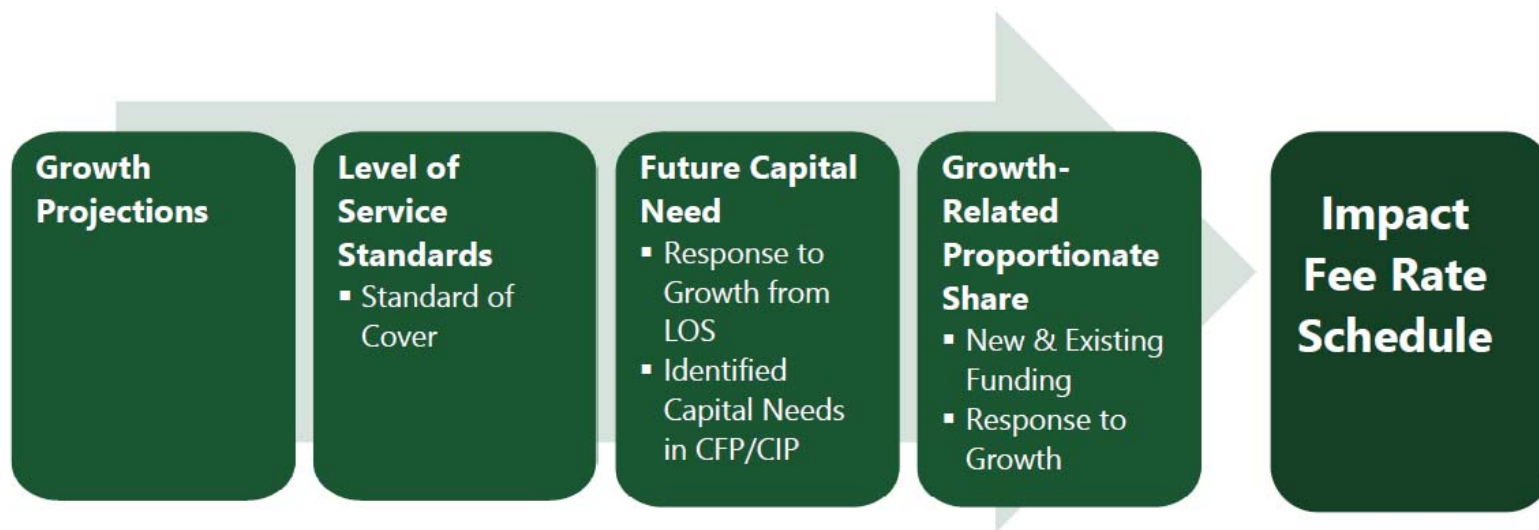 Growth
Projections
Level of
Service
Standards
▪ Standard of
Cover
Future Capital
Need
▪ Response to
Growth from
LOS
▪ Identified
Capital Needs
in CFP/CIP
Growth-
Related
Proportionate
Share
▪ New & Existing
Funding
▪ Response to
Growth
Impact
Fee Rate
Schedule